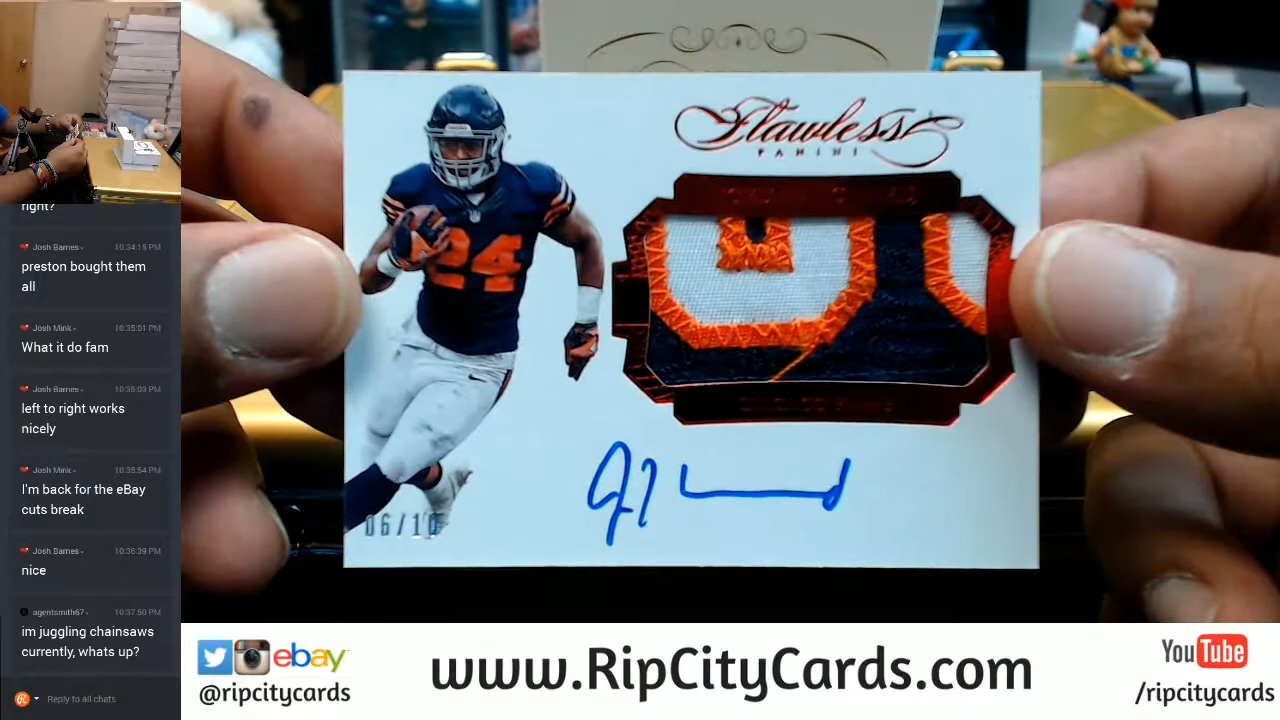 right?
Josh Barnes 10:34:15 PM
preston bought them
all
Josh Mink 10:35:01 PM
What it do fam
Josh Barnes 10:35:03 PM
left to right works
nicely
Josh Mink 10:35:54 PM
I'm back for the eBay
cuts break
Josh Barnes 10:36:39 PM
nice
agentsmith67 10:37:50 PM
im juggling chainsaws
currently, whats up?
Reply to all chats
Flawless
PANINI
24
06/10
ebay
@ripcitycards
www.RipCityCards.com
YouTube
/ripcitycards